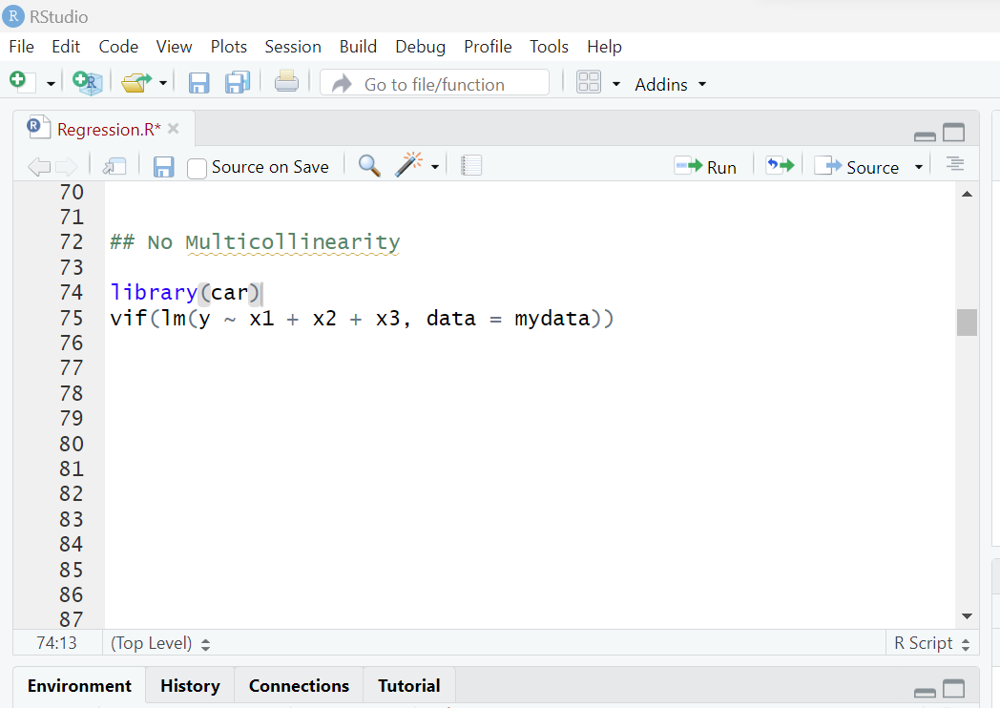 R RStudio
File Edit Code View Plots Session Build Debug Profile Tools Help
R Go to file/function Addins
R Regression.R*
Source on Save Run Source
70
71
72 ## No Multicollinearity
73
74 library(car)
75 vif(lm(y ~ x1 + x2 + x3, data = mydata))
76
77
78
79
80
81
82
83
84
85
86
87
74:13 (Top Level) R Script
Environment History Connections Tutorial